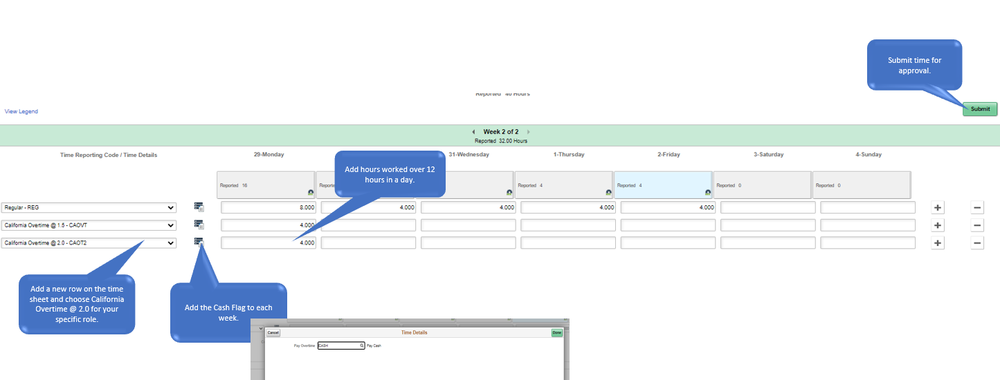 Submit time for
approval.
Reported 40 Hours
View Legend
Submit
Week 2 of 2
Reported 32.00 Hours
Time Reporting Code / Time Details
29-Monday
31-Wednesday
1-Thursday
2-Friday
3-Saturday
4-Sunday
Add hours worked over 12
hours in a day.
Reported 16
Reported 4
Reported 4
Reported 0
Reported 0
Regular - REG
8.000
4.000
4.000
4.000
4.000
California Overtime @ 1.5 - CAOVT
4.000
California Overtime @ 2.0 - CAOT2
4.000
Add a new row on the time
sheet and choose California
Overtime @ 2.0 for your
specific role.
Add the Cash Flag to each
week.
Cancel
Time Details
Done
Pay Overtime
CASH
Pay Cash